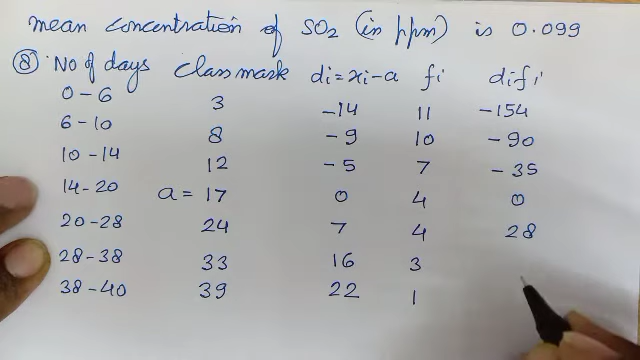 mean concentration of SO2 (in ppm) is 0.099
⑧ No of days Class mark di = xi - a fi difi
0 - 6 3 -14 11 -154
6 - 10 8 -9 10 -90
10 - 14 12 -5 7 -35
14 - 20 a = 17 0 4 0
20 - 28 24 7 4 28
28 - 38 33 16 3
38 - 40 39 22 1